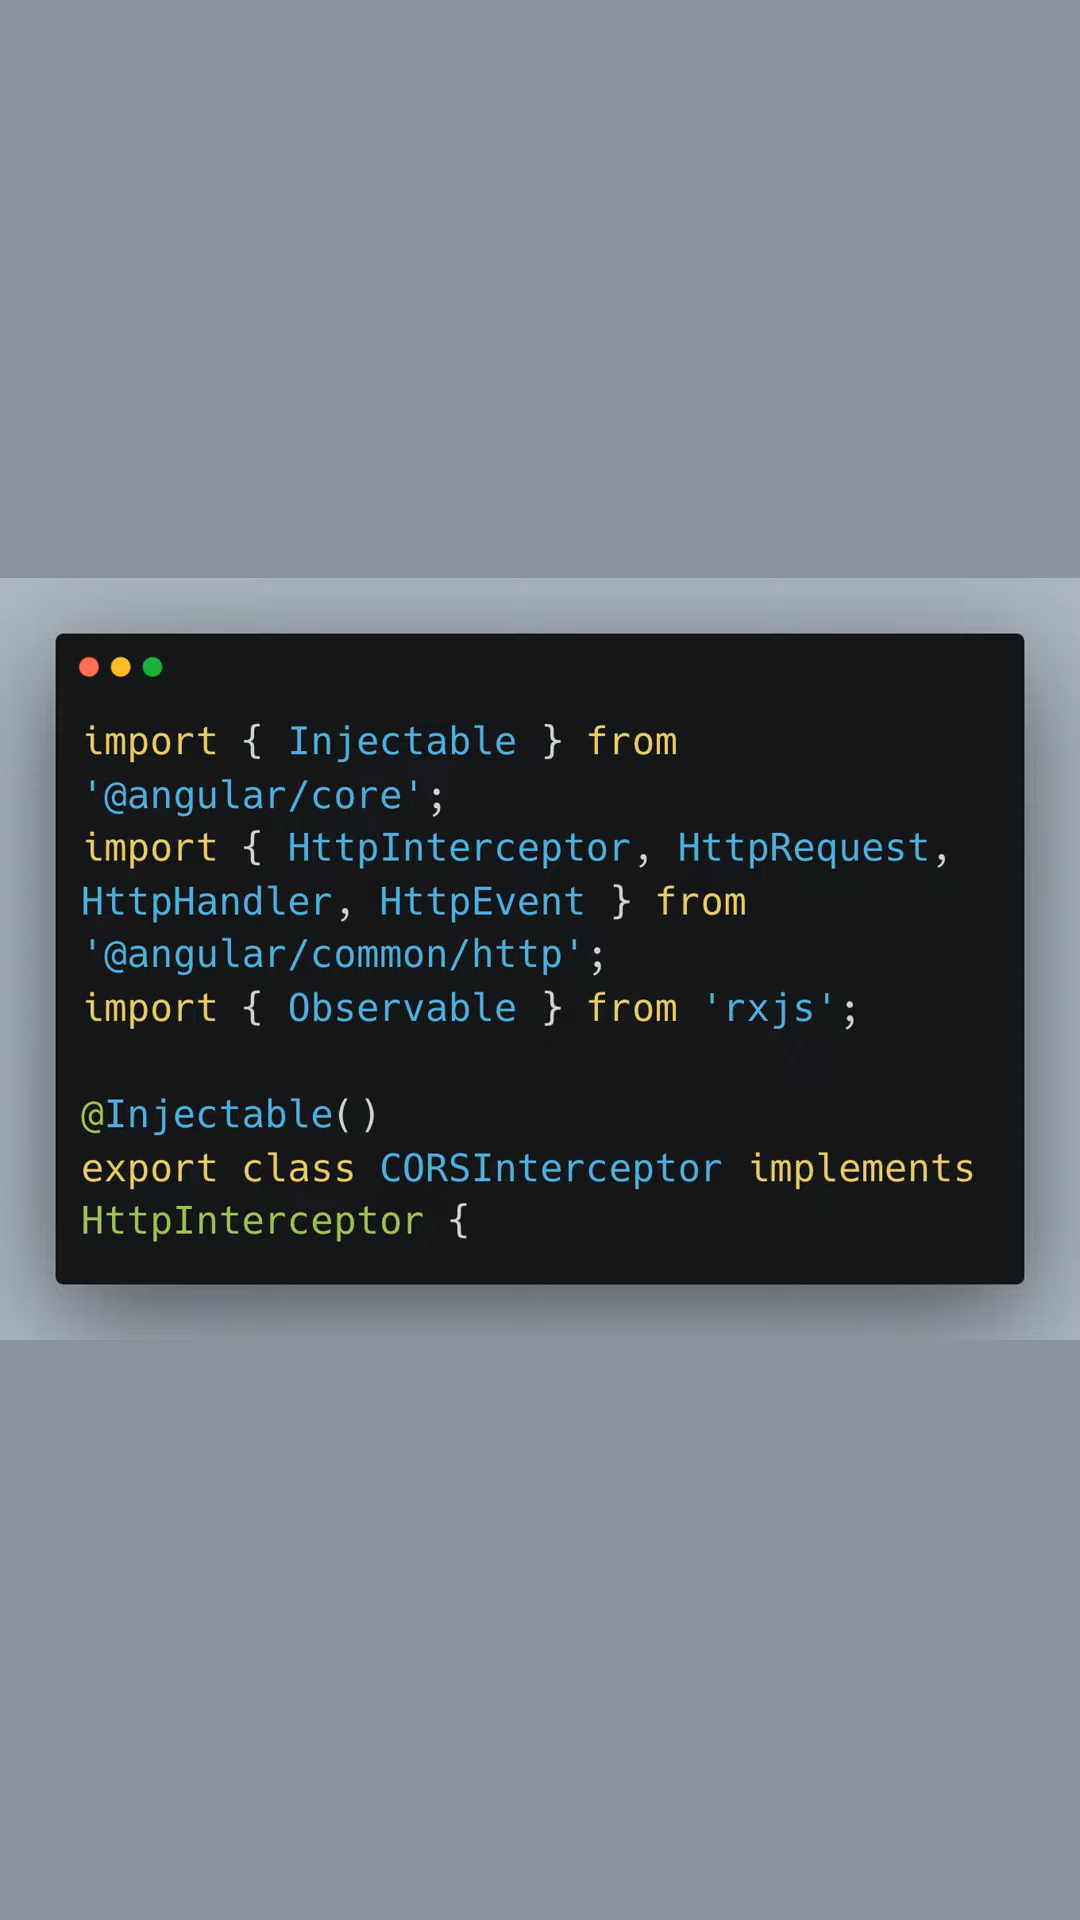 import { Injectable } from
'@angular/core';
import { HttpInterceptor, HttpRequest,
HttpHandler, HttpEvent } from
'@angular/common/http';
import { Observable } from 'rxjs';
@Injectable()
export class CORSInterceptor implements
HttpInterceptor {